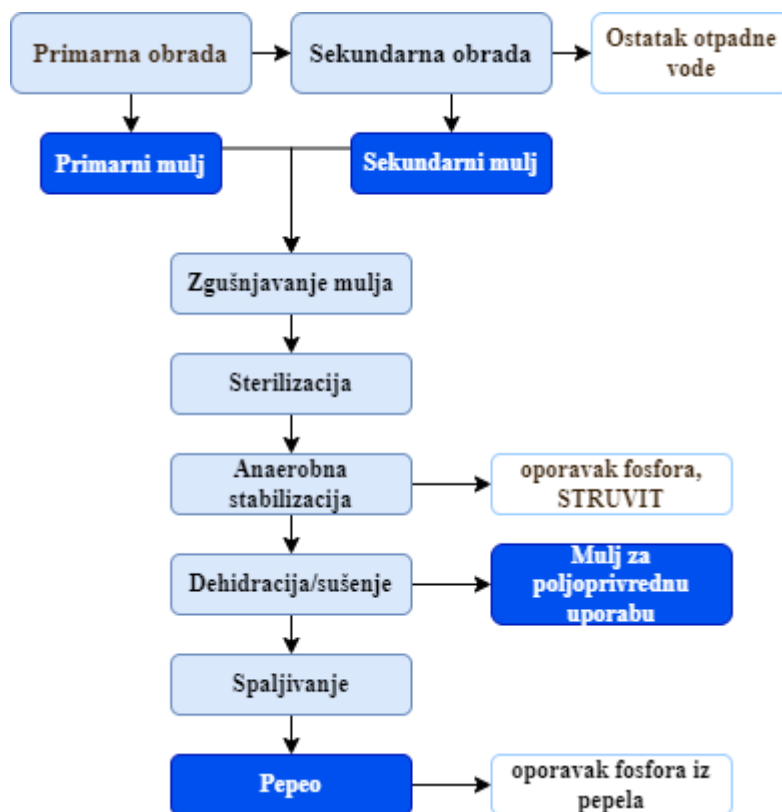 Primarna obrada
Sekundarna obrada
Ostatak otpadne
vode
Primarni mulj
Sekundarni mulj
Zgušnjavanje mulja
Sterilizacija
Anaerobna
stabilizacija
oporavak fosfora,
STRUVIT
Dehidracija/sušenje
Mulj za
poljoprivrednu
uporabu
Spaljivanje
Pepeo
oporavak fosfora iz
pepela